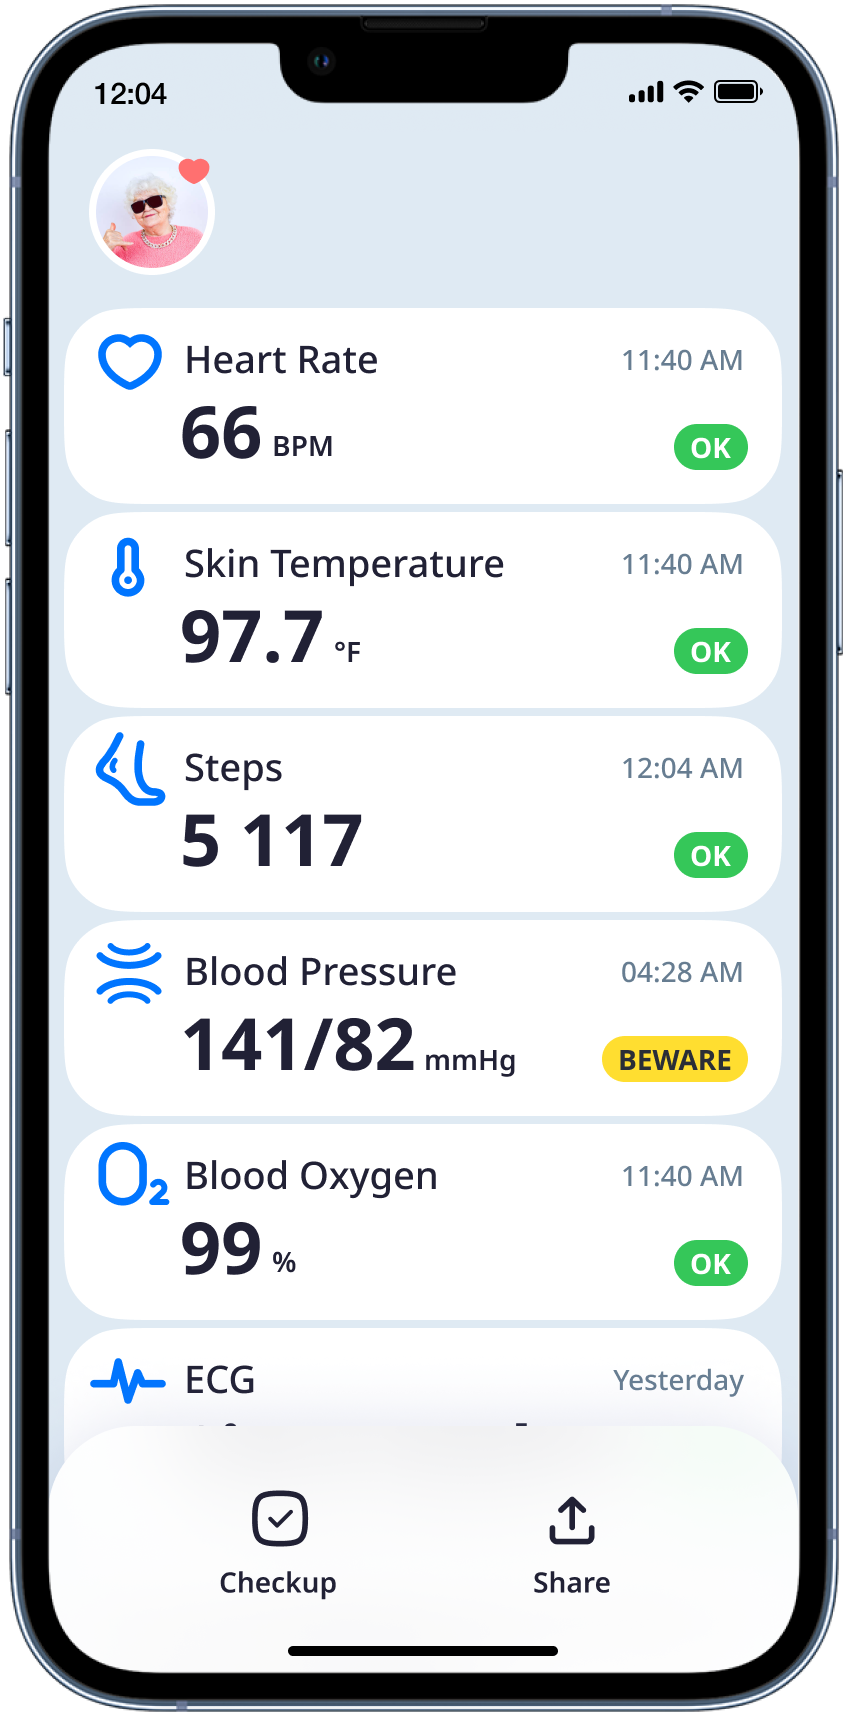 12:04
Heart Rate 11:40 AM
66 BPM OK
Skin Temperature 11:40 AM
97.7 °F OK
Steps 12:04 AM
5 117 OK
Blood Pressure 04:28 AM
141/82 mmHg BEWARE
Blood Oxygen 11:40 AM
99 % OK
O2
ECG Yesterday
Checkup Share